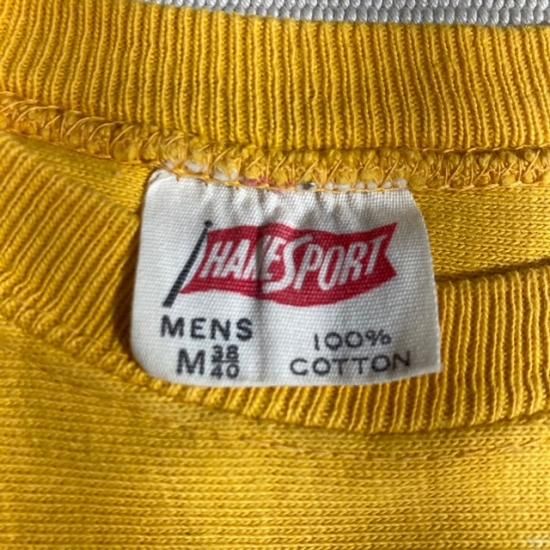 HANESPORT
MENS
M 38/40
100%
COTTON